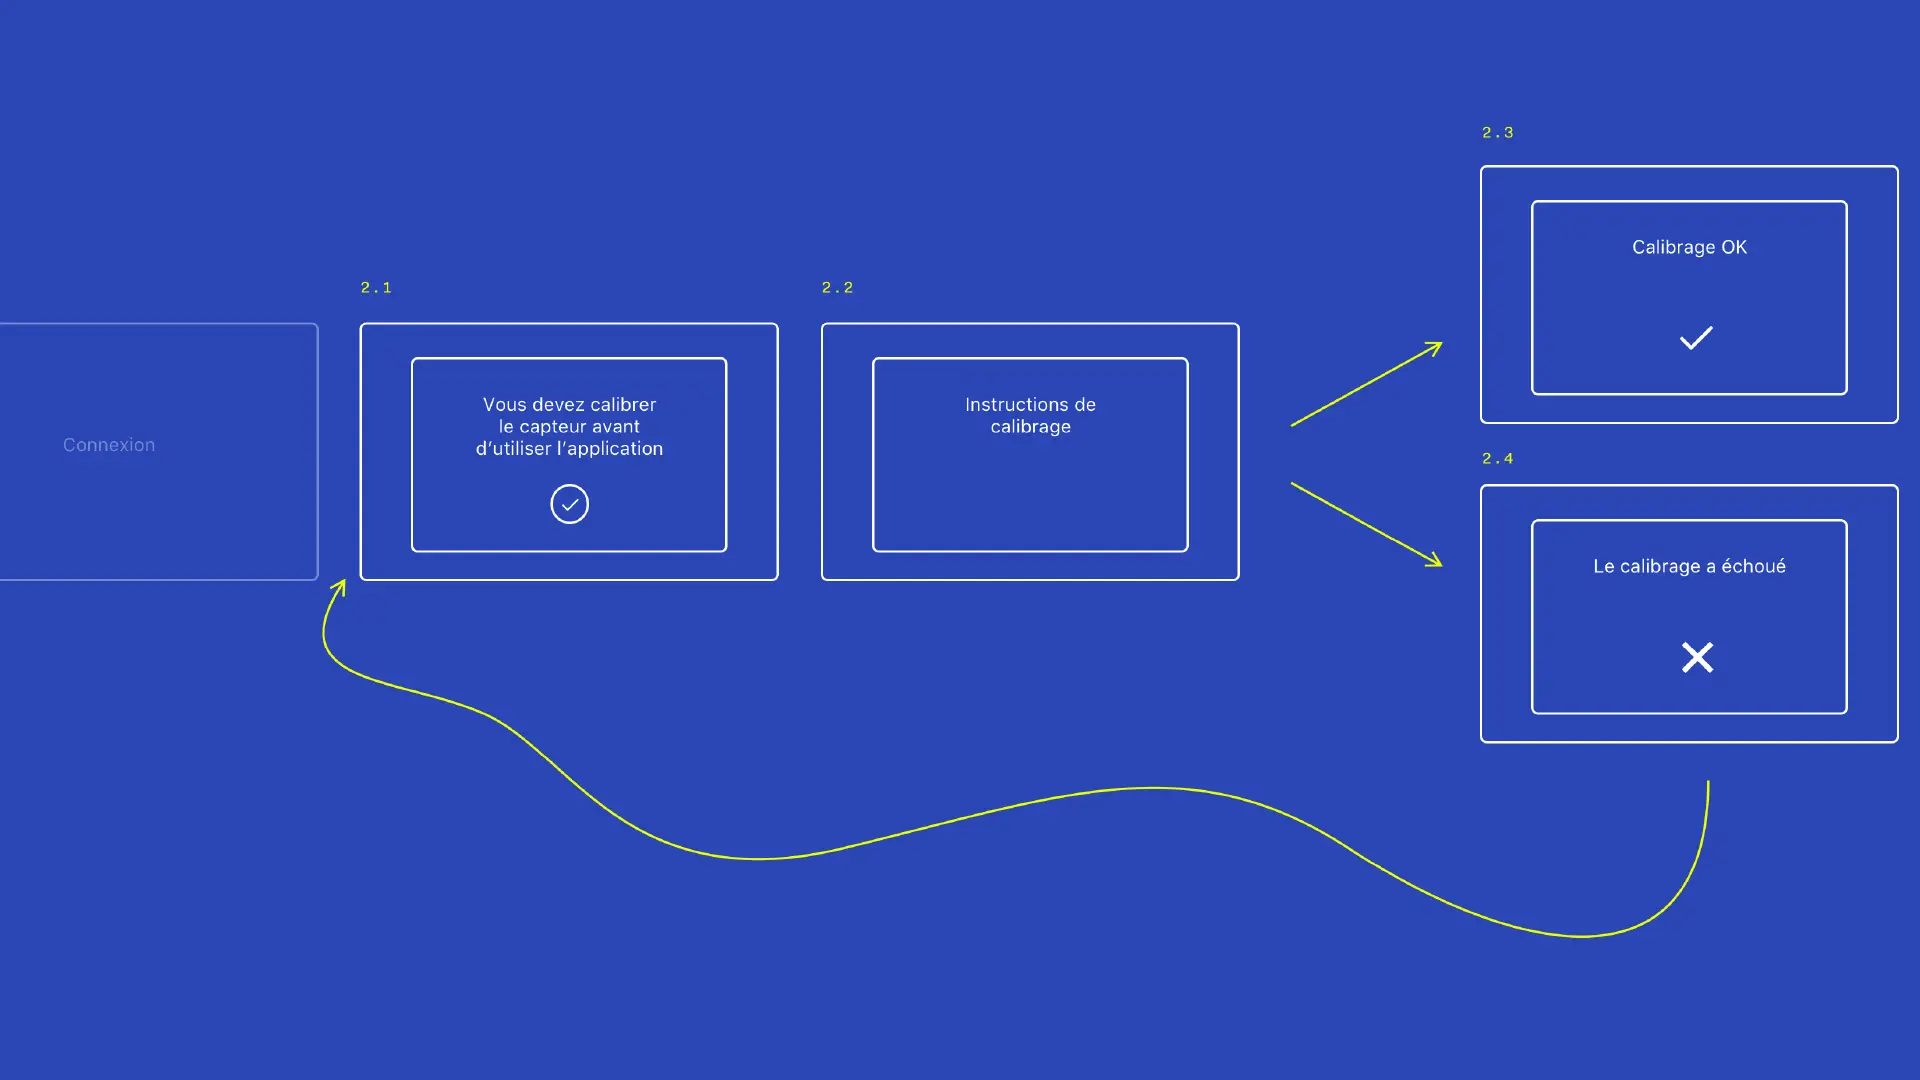 Connexion
2.1
Vous devez calibrer
le capteur avant
d’utiliser l’application
2.2
Instructions de
calibrage
2.3
Calibrage OK
2.4
Le calibrage a échoué